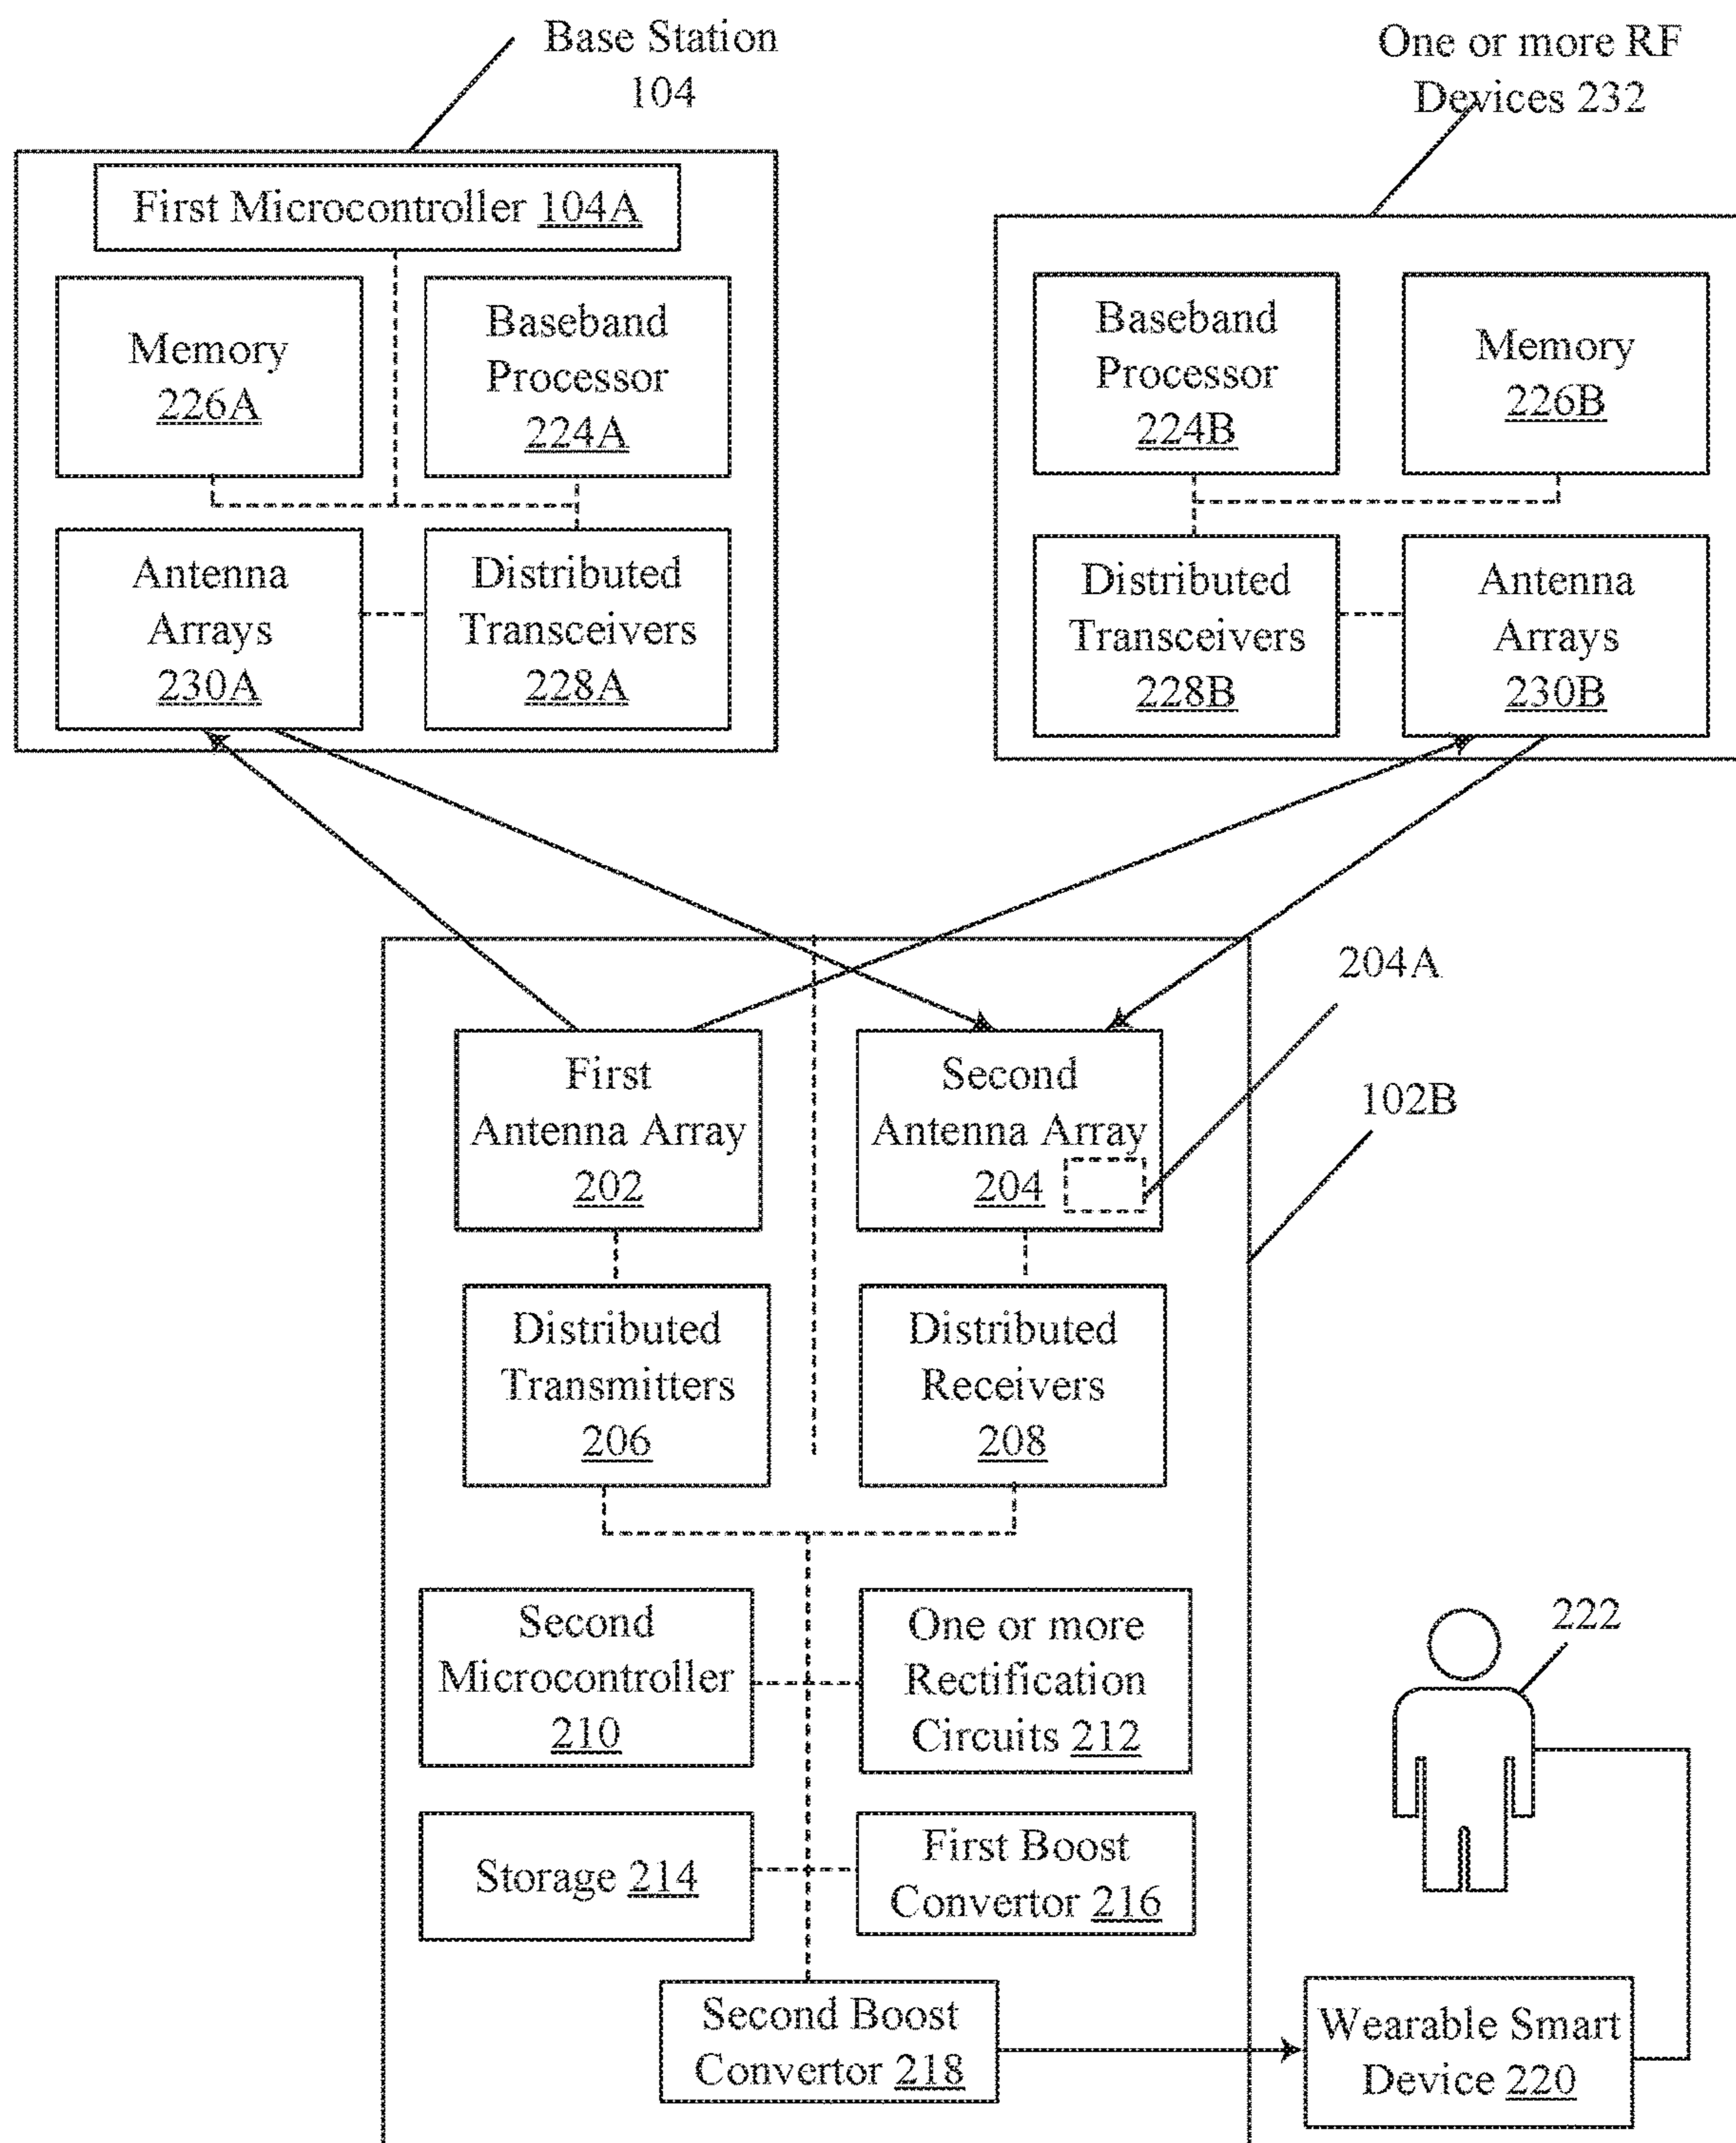 Base Station
104
One or more RF
Devices 232
First Microcontroller 104A
Memory
226A
Baseband
Processor
224A
Antenna
Arrays
230A
Distributed
Transceivers
228A
Baseband
Processor
224B
Memory
226B
Distributed
Transceivers
228B
Antenna
Arrays
230B
204A
102B
First
Antenna Array
202
Second
Antenna Array
204
Distributed
Transmitters
206
Distributed
Receivers
208
Second
Microcontroller
210
One or more
Rectification
Circuits 212
Storage 214
First Boost
Convertor 216
Second Boost
Convertor 218
222
Wearable Smart
Device 220